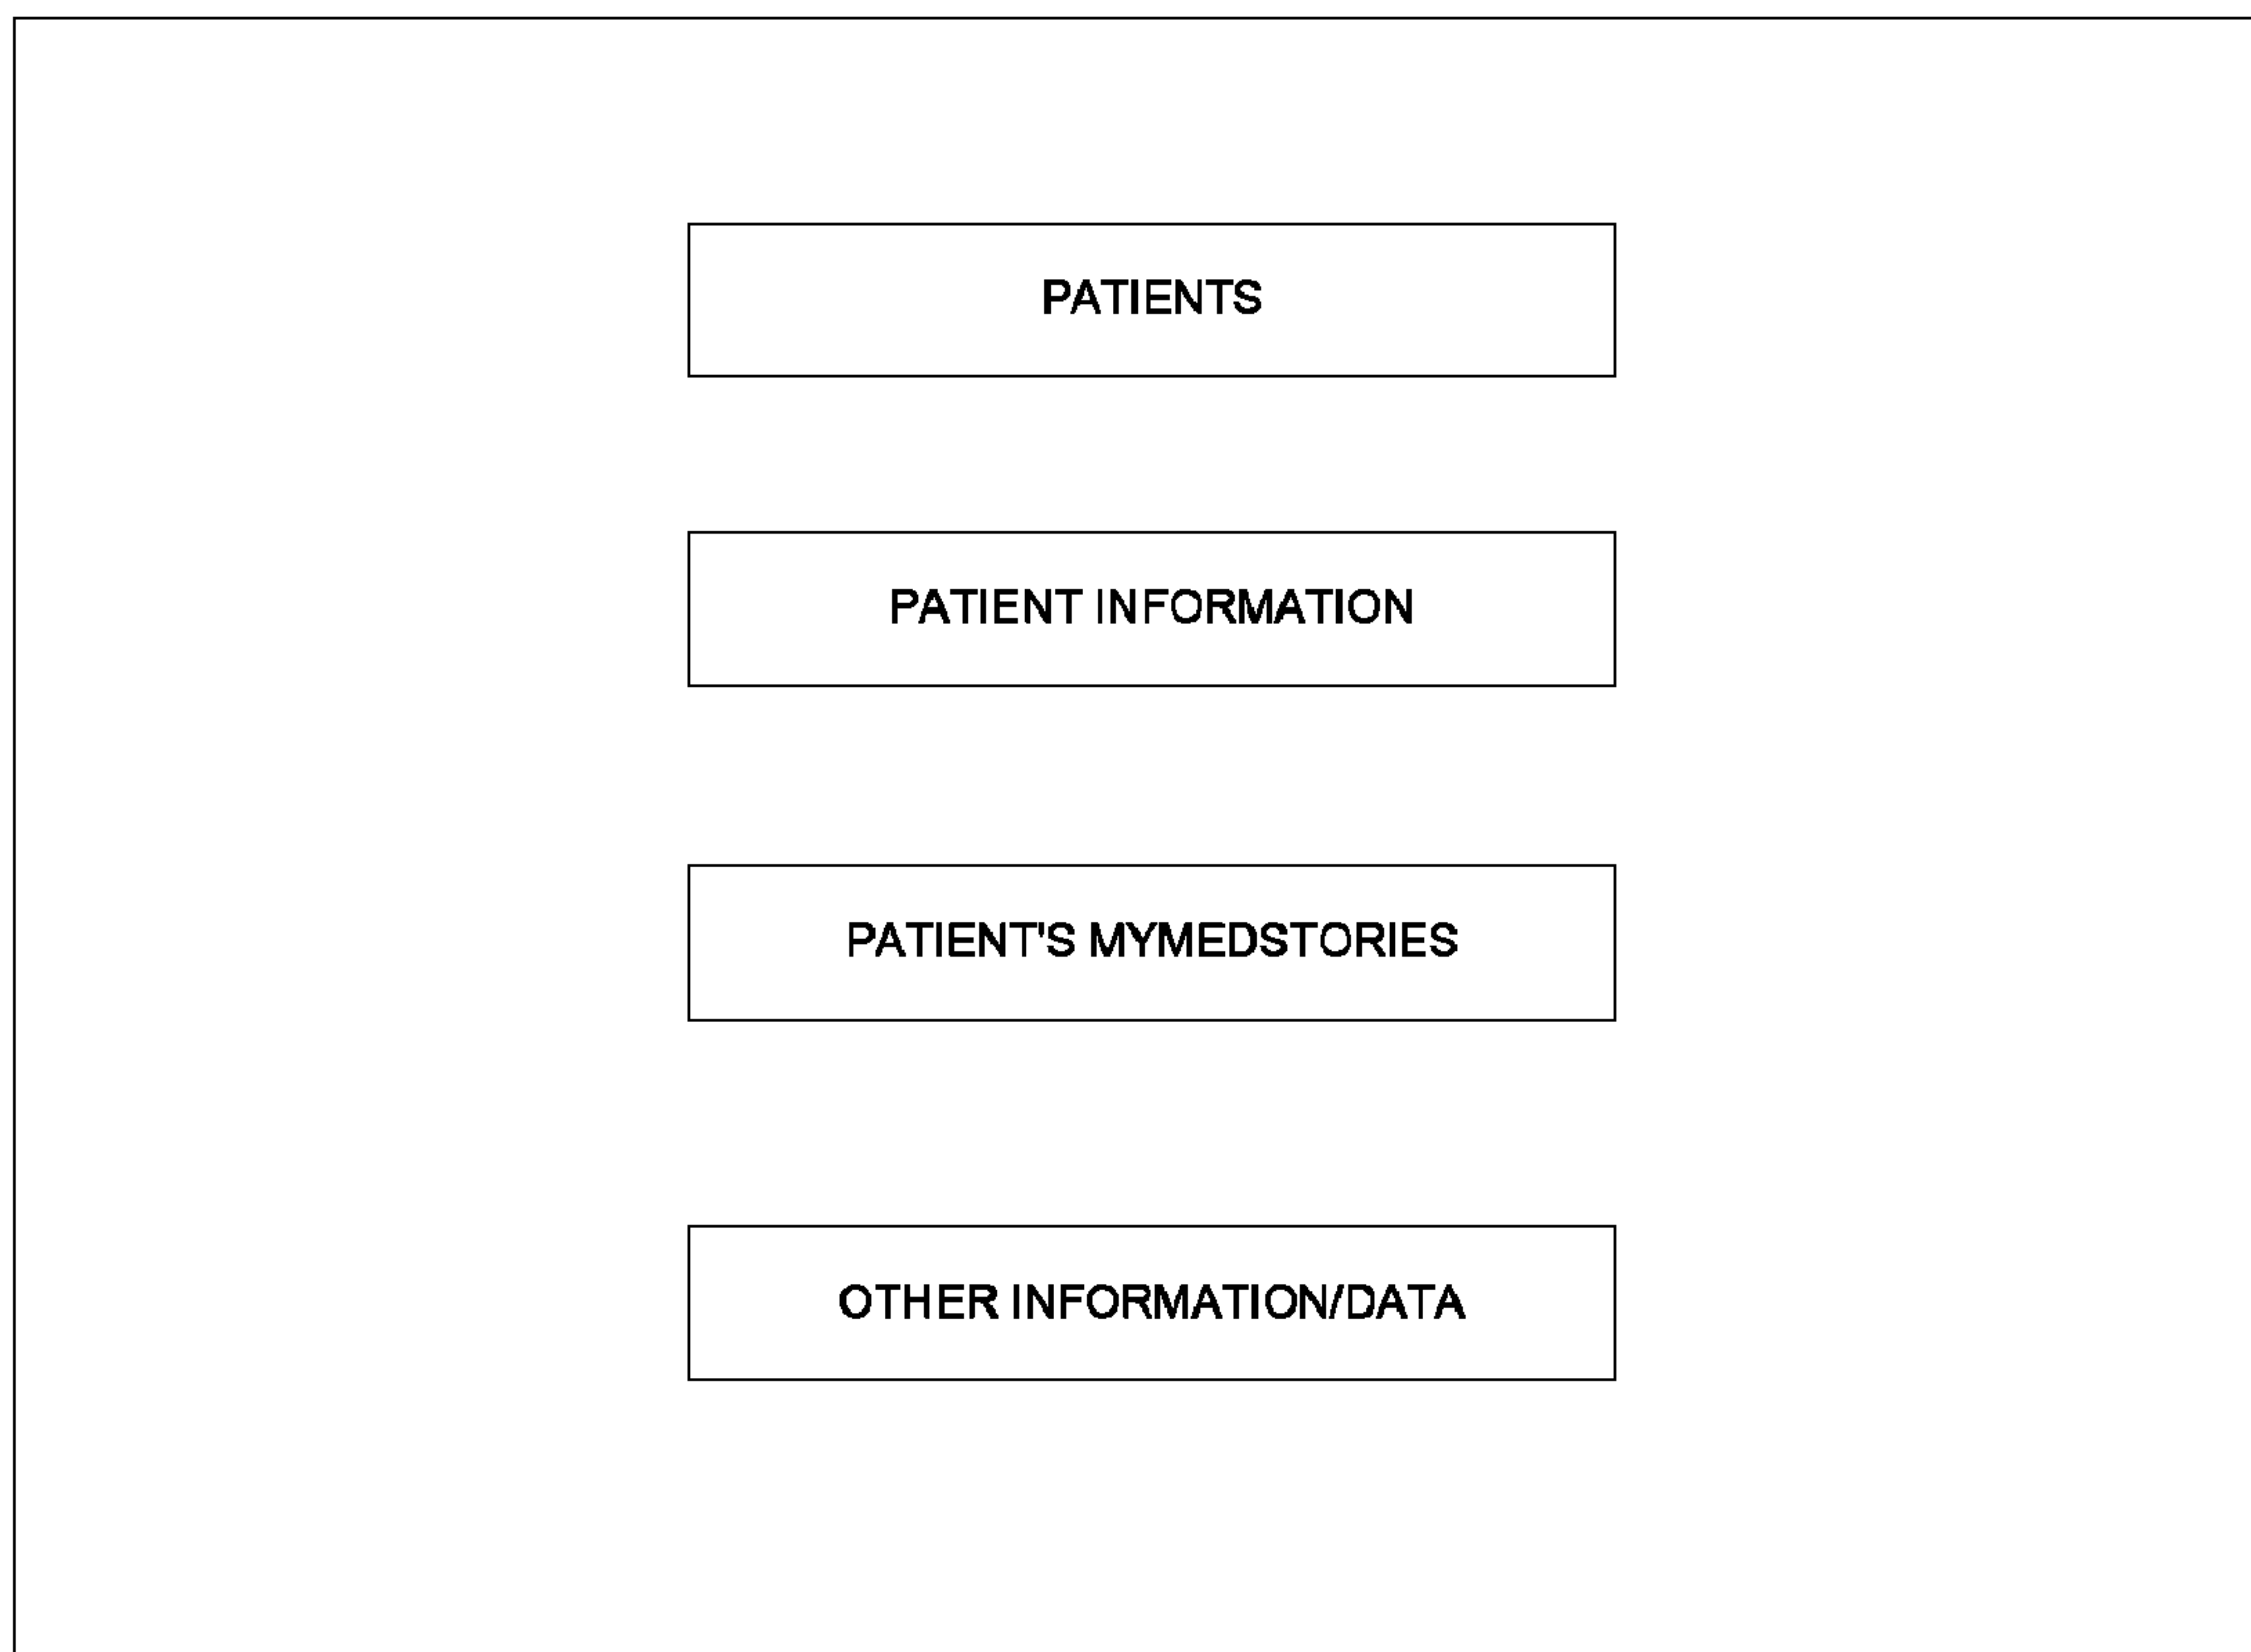 PATIENTS
PATIENT INFORMATION
PATIENT'S MYMEDSTORIES
OTHER INFORMATION/DATA